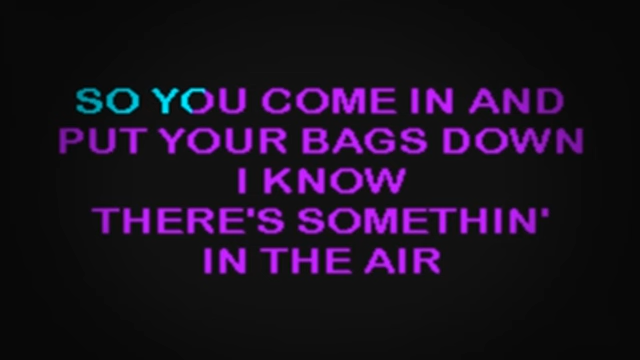 SO YOU COME IN AND
PUT YOUR BAGS DOWN
I KNOW
THERE'S SOMETHIN'
IN THE AIR